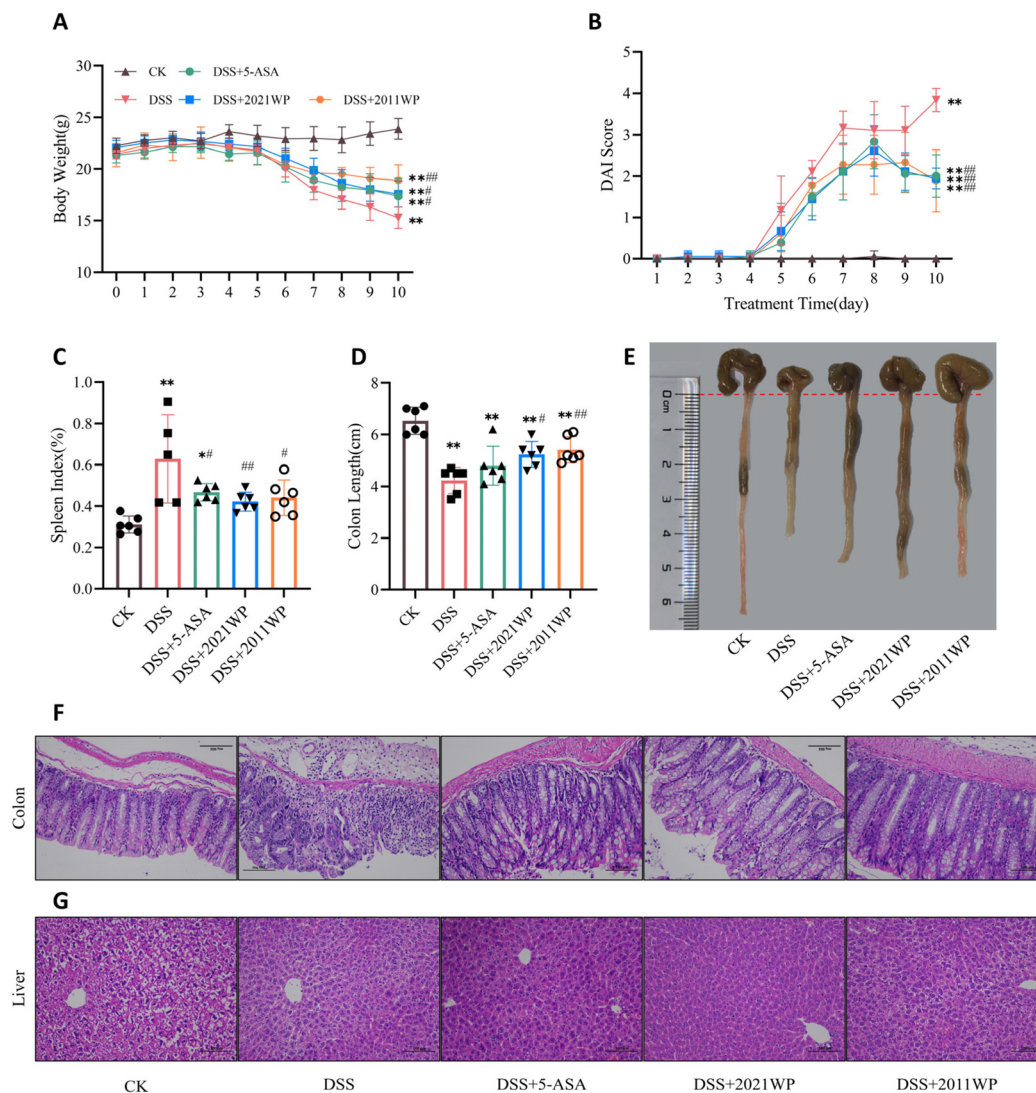 A
B
CK
DSS+5-ASA
DSS
DSS+2021WP
DSS+2011WP
Body Weight(g)
30
25
20
15
10
**##
**#
**#
**
0 1 2 3 4 5 6 7 8 9 10
DAI Score
5
4
3
2
1
0
**
**##
**##
**##
1 2 3 4 5 6 7 8 9 10
Treatment Time(day)
C
D
E
Spleen Index(%)
1.0
0.8
0.6
0.4
0.2
0.0
**
*#
##
#
CK
DSS
DSS+5-ASA
DSS+2021WP
DSS+2011WP
Colon Length(cm)
8
6
4
2
0
**
**
**#
**##
CK
DSS
DSS+5-ASA
DSS+2021WP
DSS+2011WP
0 cm
1
2
3
4
5
6
CK
DSS
DSS+5-ASA
DSS+2021WP
DSS+2011WP
F
Colon
G
Liver
CK
DSS
DSS+5-ASA
DSS+2021WP
DSS+2011WP